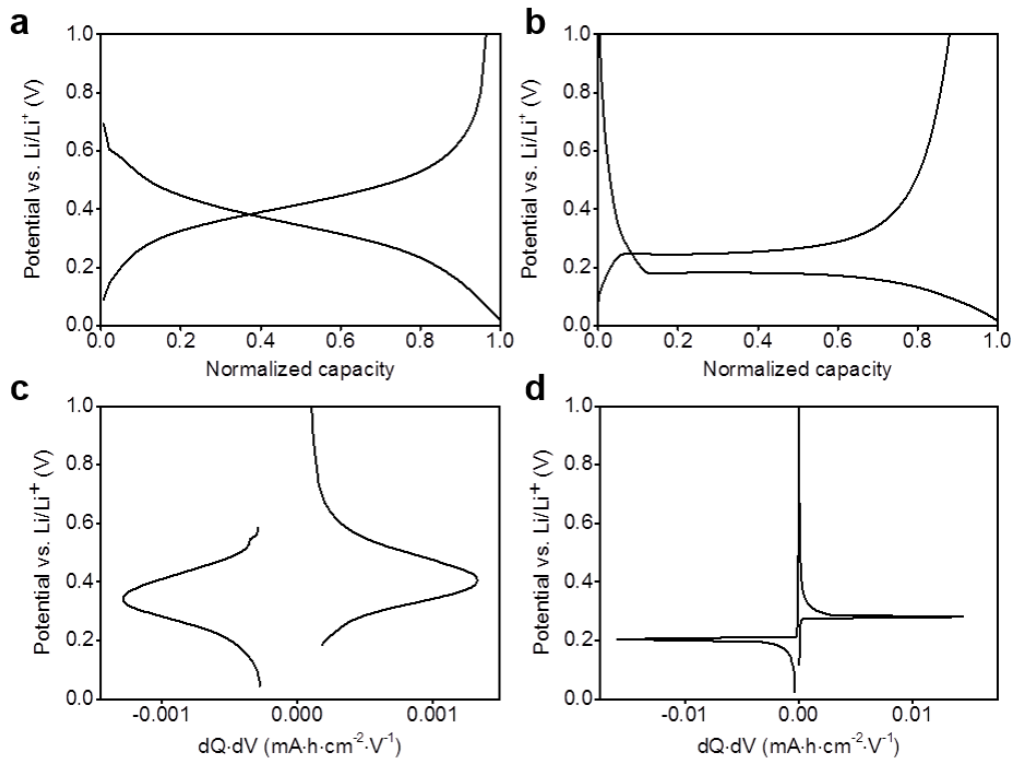 a
1.0
0.8
0.6
0.4
0.2
0.0
Potential vs. Li/Li⁺ (V)
0.0 0.2 0.4 0.6 0.8 1.0
Normalized capacity
b
1.0
0.8
0.6
0.4
0.2
0.0
Potential vs. Li/Li⁺ (V)
0.0 0.2 0.4 0.6 0.8 1.0
Normalized capacity
c
1.0
0.8
0.6
0.4
0.2
0.0
Potential vs. Li/Li⁺ (V)
-0.001 0.000 0.001
dQ·dV (mA·h·cm⁻²·V⁻¹)
d
1.0
0.8
0.6
0.4
0.2
0.0
Potential vs. Li/Li⁺ (V)
-0.01 0.00 0.01
dQ·dV (mA·h·cm⁻²·V⁻¹)